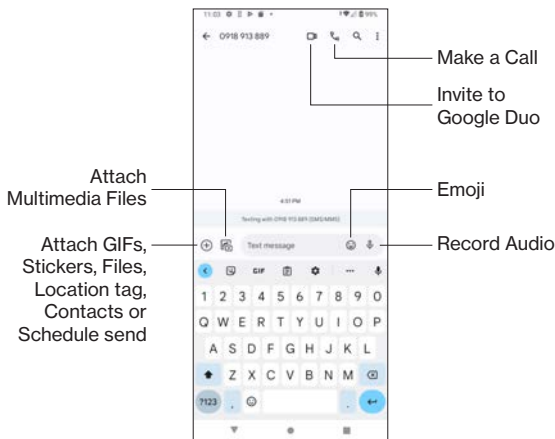 11:03 99%
0918 913 889
Make a Call
Invite to
Google Duo
Attach
Multimedia Files
4:51 PM
Texting with 0918 913 889 (SMS/MMS)
Emoji
Text message
Record Audio
Attach GIFs,
Stickers, Files,
Location tag,
Contacts or
Schedule send
GIF
1 2 3 4 5 6 7 8 9 0
Q W E R T Y U I O P
A S D F G H J K L
Z X C V B N M
?123 , .